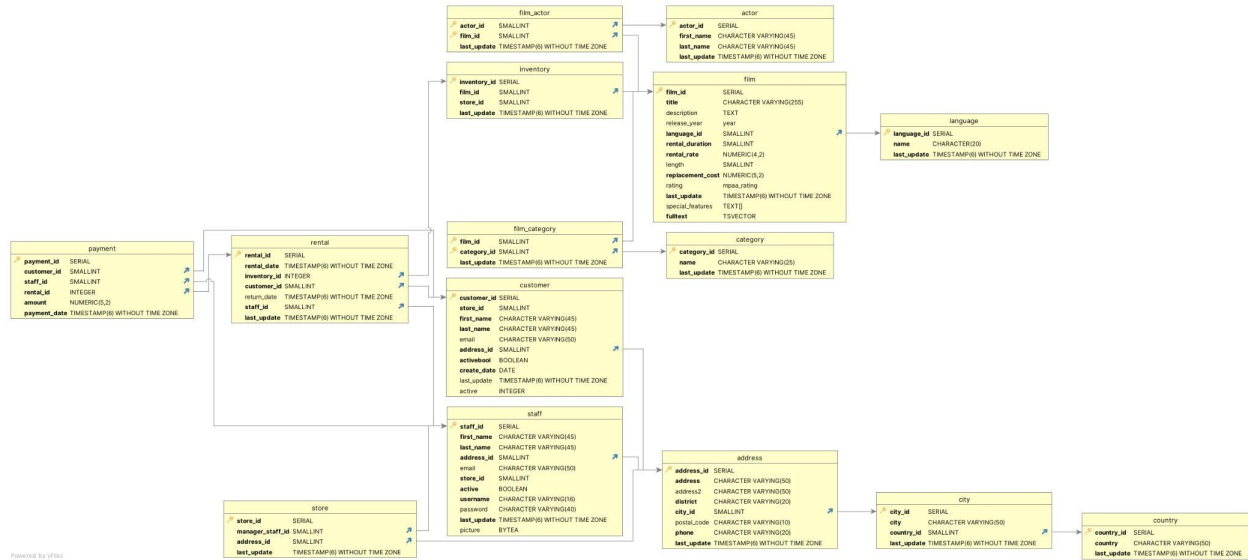 film_actor
actor_id SMALLINT
film_id SMALLINT
last_update TIMESTAMP(6) WITHOUT TIME ZONE
actor
actor_id SERIAL
first_name CHARACTER VARYING(45)
last_name CHARACTER VARYING(45)
last_update TIMESTAMP(6) WITHOUT TIME ZONE
inventory
inventory_id SERIAL
film_id SMALLINT
store_id SMALLINT
last_update TIMESTAMP(6) WITHOUT TIME ZONE
film
film_id SERIAL
title CHARACTER VARYING(255)
description TEXT
release_year year
language_id SMALLINT
rental_duration SMALLINT
rental_rate NUMERIC(4,2)
length SMALLINT
replacement_cost NUMERIC(5,2)
rating mpaa_rating
last_update TIMESTAMP(6) WITHOUT TIME ZONE
special_features TEXT[]
fulltext TSVECTOR
language
language_id SERIAL
name CHARACTER(20)
last_update TIMESTAMP(6) WITHOUT TIME ZONE
film_category
film_id SMALLINT
category_id SMALLINT
last_update TIMESTAMP(6) WITHOUT TIME ZONE
category
category_id SERIAL
name CHARACTER VARYING(25)
last_update TIMESTAMP(6) WITHOUT TIME ZONE
payment
payment_id SERIAL
customer_id SMALLINT
staff_id SMALLINT
rental_id INTEGER
amount NUMERIC(5,2)
payment_date TIMESTAMP(6) WITHOUT TIME ZONE
rental
rental_id SERIAL
rental_date TIMESTAMP(6) WITHOUT TIME ZONE
inventory_id INTEGER
customer_id SMALLINT
return_date TIMESTAMP(6) WITHOUT TIME ZONE
staff_id SMALLINT
last_update TIMESTAMP(6) WITHOUT TIME ZONE
customer
customer_id SERIAL
store_id SMALLINT
first_name CHARACTER VARYING(45)
last_name CHARACTER VARYING(45)
email CHARACTER VARYING(50)
address_id SMALLINT
activebool BOOLEAN
create_date DATE
last_update TIMESTAMP(6) WITHOUT TIME ZONE
active INTEGER
staff
staff_id SERIAL
first_name CHARACTER VARYING(45)
last_name CHARACTER VARYING(45)
address_id SMALLINT
email CHARACTER VARYING(50)
store_id SMALLINT
active BOOLEAN
username CHARACTER VARYING(16)
password CHARACTER VARYING(40)
last_update TIMESTAMP(6) WITHOUT TIME ZONE
picture BYTEA
store
store_id SERIAL
manager_staff_id SMALLINT
address_id SMALLINT
last_update TIMESTAMP(6) WITHOUT TIME ZONE
address
address_id SERIAL
address CHARACTER VARYING(50)
address2 CHARACTER VARYING(50)
district CHARACTER VARYING(20)
city_id SMALLINT
postal_code CHARACTER VARYING(10)
phone CHARACTER VARYING(20)
last_update TIMESTAMP(6) WITHOUT TIME ZONE
city
city_id SERIAL
city CHARACTER VARYING(50)
country_id SMALLINT
last_update TIMESTAMP(6) WITHOUT TIME ZONE
country
country_id SERIAL
country CHARACTER VARYING(50)
last_update TIMESTAMP(6) WITHOUT TIME ZONE
Powered by yFiles